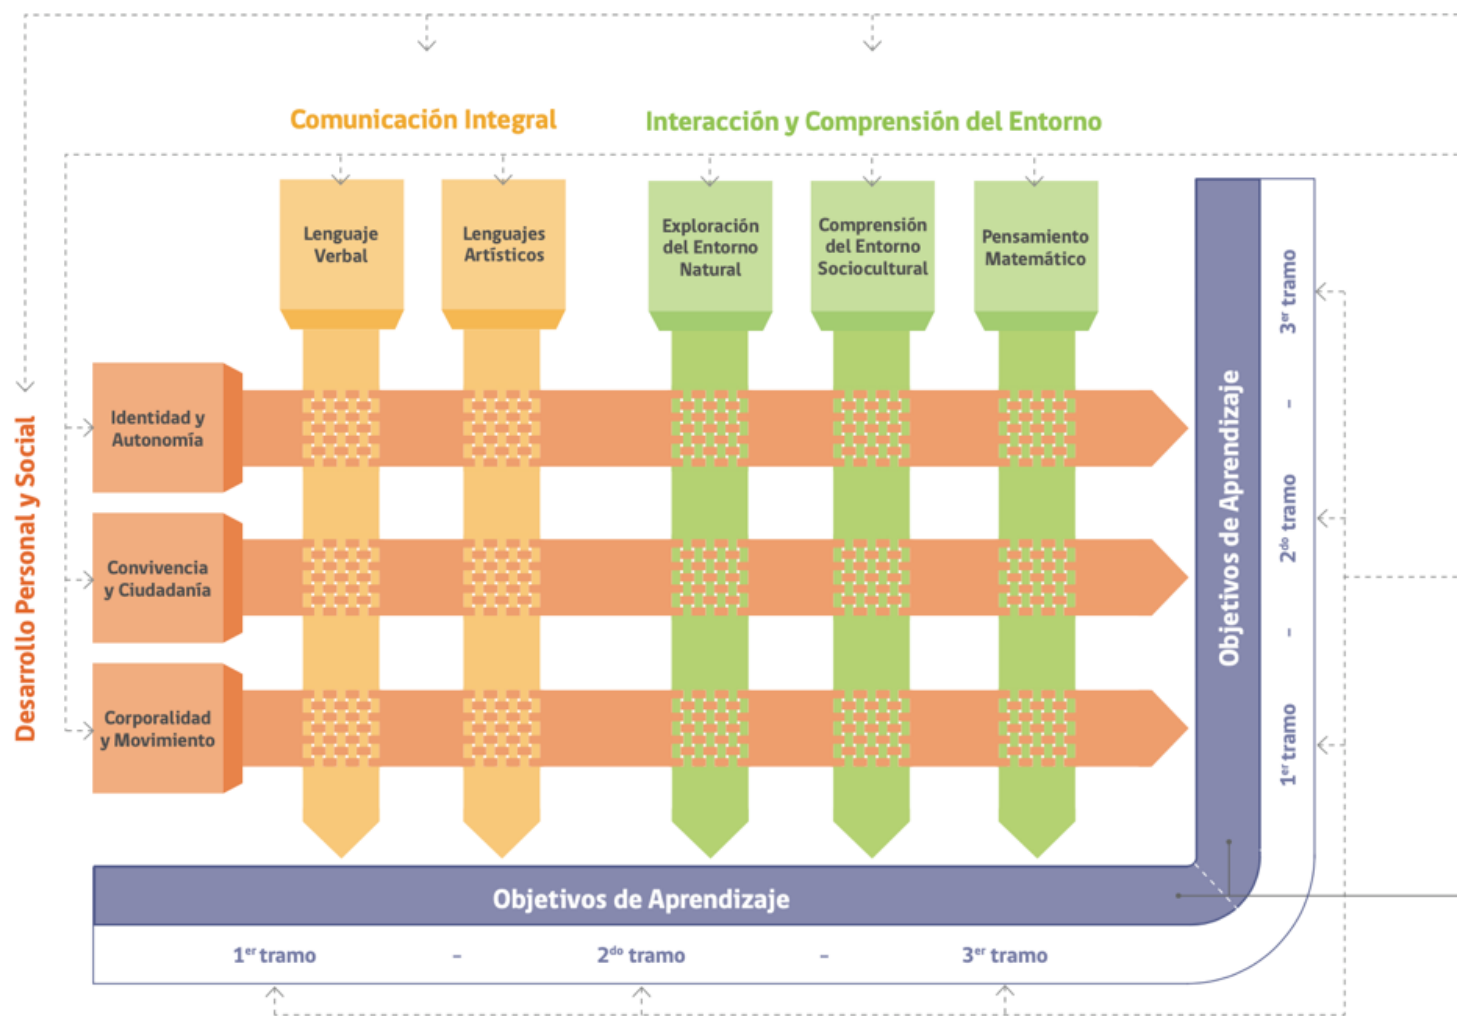 Comunicación Integral
Interacción y Comprensión del Entorno
Lenguaje
Verbal
Lenguajes
Artísticos
Exploración
del Entorno
Natural
Comprensión
del Entorno
Sociocultural
Pensamiento
Matemático
Desarrollo Personal y Social
Identidad y
Autonomía
Convivencia
y Ciudadanía
Corporalidad
y Movimiento
Objetivos de Aprendizaje
1er tramo - 2do tramo - 3er tramo
Objetivos de Aprendizaje
1er tramo - 2do tramo - 3er tramo